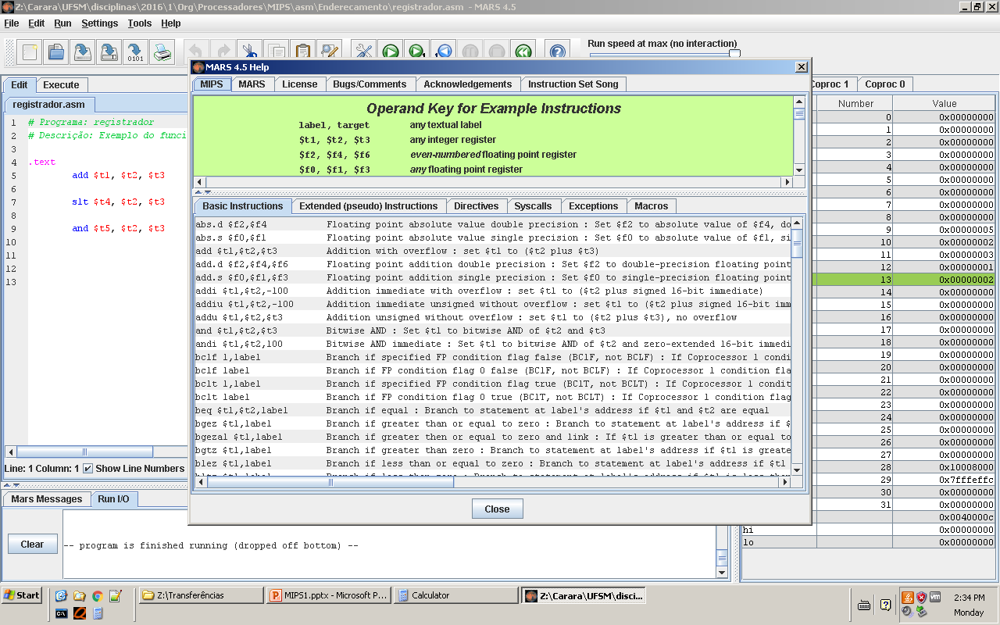 Z:\Carara\UFSM\disciplinas\2016\1\Org\Processadores\MIPS\asm\Enderecamento\registrador.asm - MARS 4.5
File Edit Run Settings Tools Help
Run speed at max (no interaction)
0101
MARS 4.5 Help
MIPS MARS License Bugs/Comments Acknowledgements Instruction Set Song
Operand Key for Example Instructions
label, target any textual label
$t1, $t2, $t3 any integer register
$f2, $f4, $f6 even-numbered floating point register
$f0, $f1, $f3 any floating point register
Basic Instructions Extended (pseudo) Instructions Directives Syscalls Exceptions Macros
abs.d $f2,$f4 Floating point absolute value double precision : Set $f2 to absolute value of $f4, do
abs.s $f0,$f1 Floating point absolute value single precision : Set $f0 to absolute value of $f1, si
add $t1,$t2,$t3 Addition with overflow : set $t1 to ($t2 plus $t3)
add.d $f2,$f4,$f6 Floating point addition double precision : Set $f2 to double-precision floating point
add.s $f0,$f1,$f3 Floating point addition single precision : Set $f0 to single-precision floating point
addi $t1,$t2,-100 Addition immediate with overflow : set $t1 to ($t2 plus signed 16-bit immediate)
addiu $t1,$t2,-100 Addition immediate unsigned without overflow : set $t1 to ($t2 plus signed 16-bit imm
addu $t1,$t2,$t3 Addition unsigned without overflow : set $t1 to ($t2 plus $t3), no overflow
and $t1,$t2,$t3 Bitwise AND : Set $t1 to bitwise AND of $t2 and $t3
andi $t1,$t2,100 Bitwise AND immediate : Set $t1 to bitwise AND of $t2 and zero-extended 16-bit immedi
bc1f 1,label Branch if specified FP condition flag false (BC1F, not BCLF) : If Coprocessor 1 condi
bc1f label Branch if FP condition flag 0 false (BC1F, not BCLF) : If Coprocessor 1 condition fla
bc1t 1,label Branch if specified FP condition flag true (BC1T, not BCLT) : If Coprocessor 1 condit
bc1t label Branch if FP condition flag 0 true (BC1T, not BCLT) : If Coprocessor 1 condition flag
beq $t1,$t2,label Branch if equal : Branch to statement at label's address if $t1 and $t2 are equal
bgez $t1,label Branch if greater than or equal to zero : Branch to statement at label's address if $
bgezal $t1,label Branch if greater then or equal to zero and link : If $t1 is greater than or equal to
bgtz $t1,label Branch if greater than zero : Branch to statement at label's address if $t1 is greate
blez $t1,label Branch if less than or equal to zero : Branch to statement at label's address if $t1
Close
Edit Execute
registrador.asm
1 # Programa: registrador
2 # Descrição: Exemplo do funci
3
4 .text
5 add $t1, $t2, $t3
6
7 slt $t4, $t2, $t3
8
9 and $t5, $t2, $t3
10
11
12
13
Line: 1 Column: 1 Show Line Numbers
Mars Messages Run I/O
Clear
-- program is finished running (dropped off bottom) --
Coproc 1 Coproc 0
Number Value
0 0x00000000
1 0x00000000
2 0x00000000
3 0x00000000
4 0x00000000
5 0x00000000
6 0x00000000
7 0x00000000
8 0x00000000
9 0x00000005
10 0x00000002
11 0x00000003
12 0x00000001
13 0x00000002
14 0x00000000
15 0x00000000
16 0x00000000
17 0x00000000
18 0x00000000
19 0x00000000
20 0x00000000
21 0x00000000
22 0x00000000
23 0x00000000
24 0x00000000
25 0x00000000
26 0x00000000
27 0x00000000
28 0x10008000
29 0x7fffeffc
30 0x00000000
31 0x00000000
0x0040000c
hi 0x00000000
lo 0x00000000
Start Z:\Transferências MIPS1.pptx - Microsoft P... Calculator Z:\Carara\UFSM\disci... 2:34 PM
Monday